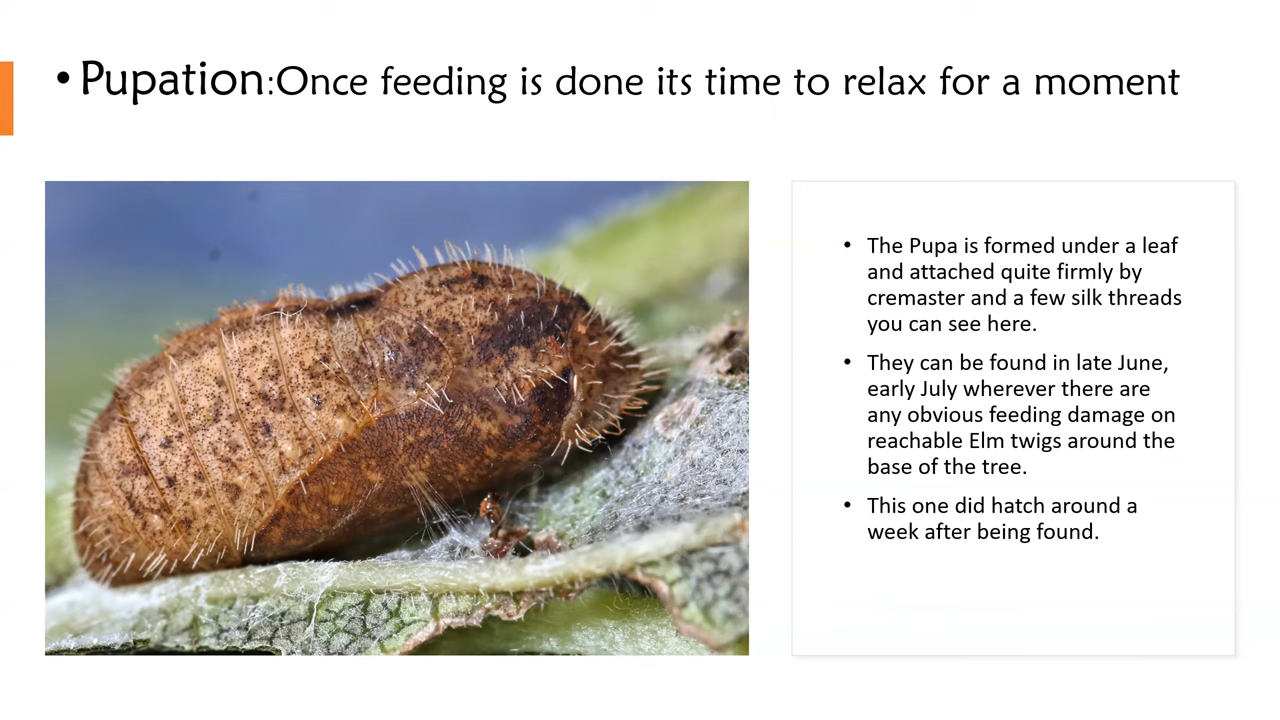 • Pupation:Once feeding is done its time to relax for a moment
• The Pupa is formed under a leaf
and attached quite firmly by
cremaster and a few silk threads
you can see here.
• They can be found in late June,
early July wherever there are
any obvious feeding damage on
reachable Elm twigs around the
base of the tree.
• This one did hatch around a
week after being found.